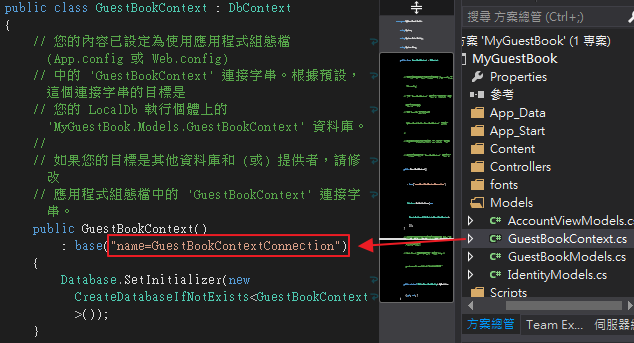 public class GuestBookContext : DbContext
{
// 您的內容已設定為使用應用程式組態檔
(App.config 或 Web.config)
// 中的 'GuestBookContext' 連接字串。根據預設，
這個連接字串的目標是
// 您的 LocalDb 執行個體上的
'MyGuestBook.Models.GuestBookContext' 資料庫。
//
// 如果您的目標是其他資料庫和 (或) 提供者，請修
改
// 應用程式組態檔中的 'GuestBookContext' 連接字
串。
public GuestBookContext()
: base("name=GuestBookContextConnection")
{
Database.SetInitializer(new
CreateDatabaseIfNotExists<GuestBookContext
>());
}
搜尋 方案總管 (Ctrl+;)
方案 'MyGuestBook' (1 專案)
MyGuestBook
Properties
參考
App_Data
App_Start
Content
Controllers
fonts
Models
AccountViewModels.c
GuestBookContext.cs
GuestBookModels.cs
IdentityModels.cs
Scripts
方案總管
Team Ex...
伺服器總